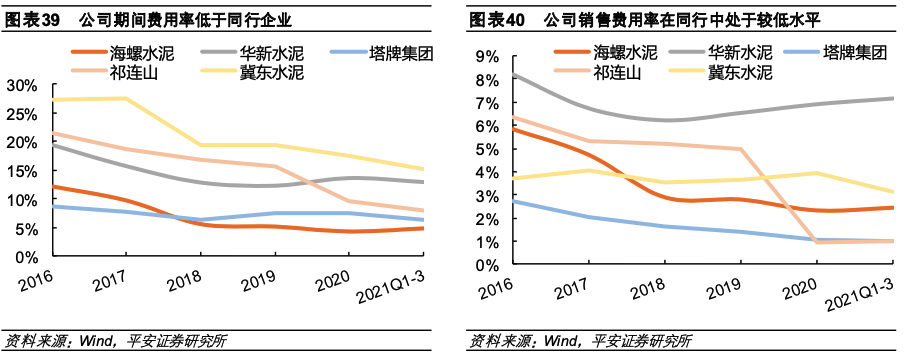 图表39 公司期间费用率低于同行企业
海螺水泥 华新水泥 塔牌集团
祁连山 冀东水泥
30%
25%
20%
15%
10%
5%
0%
2016 2017 2018 2019 2020 2021Q1-3
资料来源：Wind，平安证券研究所
图表40 公司销售费用率在同行中处于较低水平
海螺水泥 华新水泥 塔牌集团
祁连山 冀东水泥
9%
8%
7%
6%
5%
4%
3%
2%
1%
0%
2016 2017 2018 2019 2020 2021Q1-3
资料来源：Wind，平安证券研究所